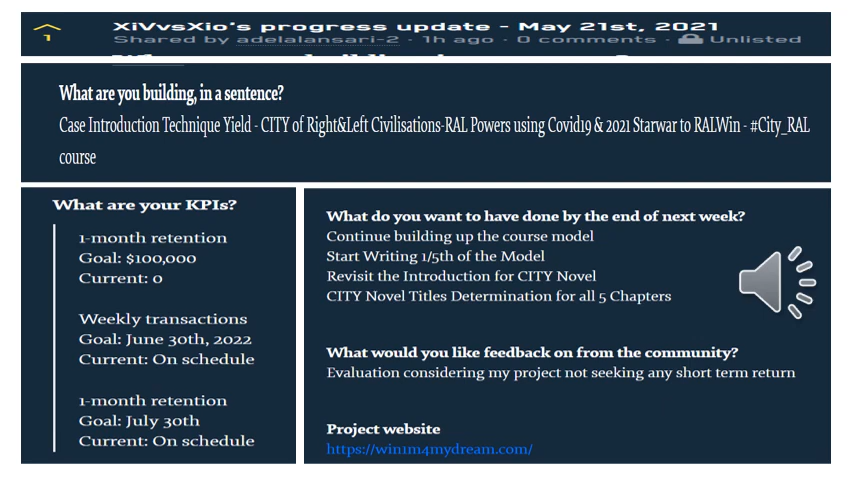 XiVvsXio's progress update - May 21st, 2021
1
Shared by adelalansari-2 · 1h ago · 0 comments · Unlisted
What are you building, in a sentence?
Case Introduction Technique Yield - CITY of Right&Left Civilisations-RAL Powers using Covid19 & 2021 Starwar to RALWin - #City_RAL
course
What are your KPIs?
1-month retention
Goal: $100,000
Current: 0
Weekly transactions
Goal: June 30th, 2022
Current: On schedule
1-month retention
Goal: July 30th
Current: On schedule
What do you want to have done by the end of next week?
Continue building up the course model
Start Writing 1/5th of the Model
Revisit the Introduction for CITY Novel
CITY Novel Titles Determination for all 5 Chapters
What would you like feedback on from the community?
Evaluation considering my project not seeking any short term return
Project website
https://win1m4mydream.com/